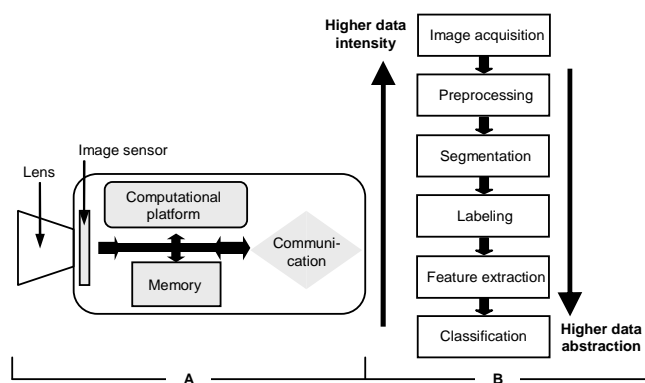 Lens
Image sensor
Computational
platform
Memory
Communi-
cation
A
Higher data
intensity
Image acquisition
Preprocessing
Segmentation
Labeling
Feature extraction
Classification
Higher data
abstraction
B